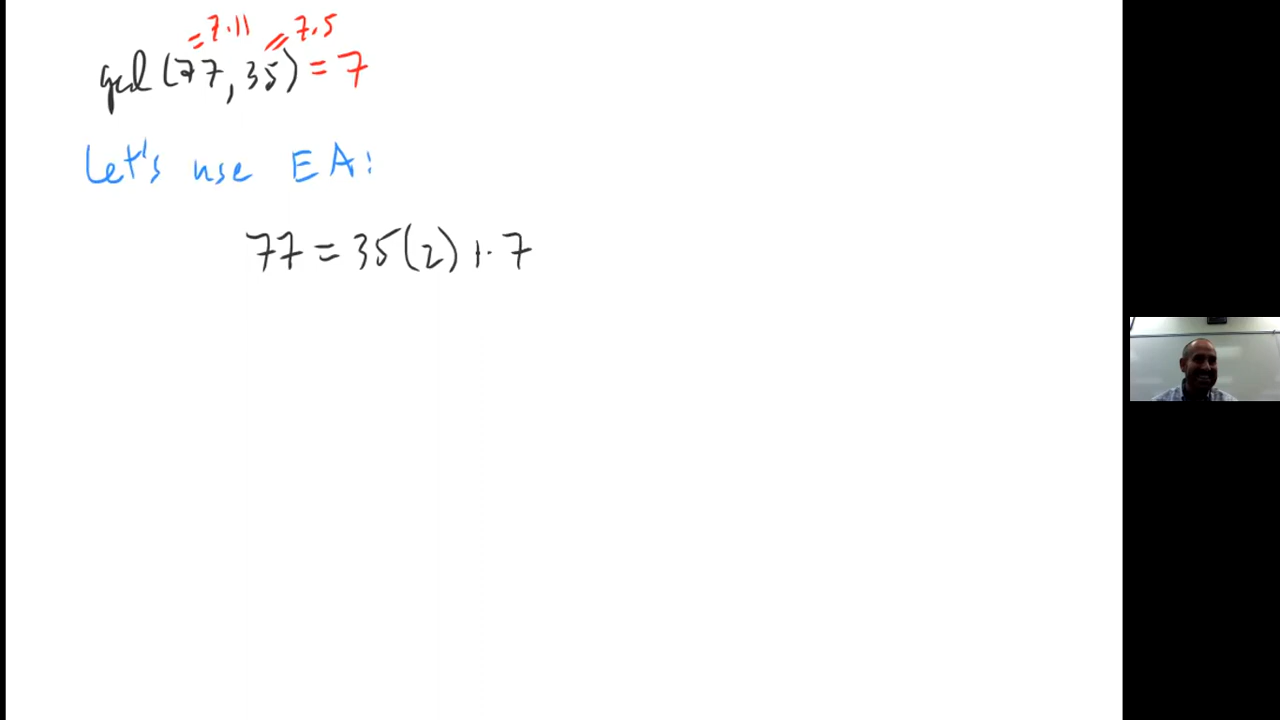 =7·11 =7·5
gcd (77, 35) = 7
Let's use EA:
77 = 35(2) + 7